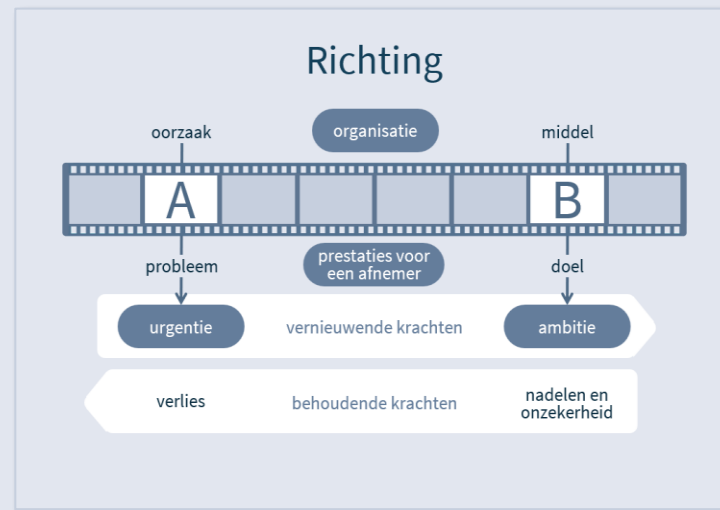 Richting
oorzaak
organisatie
middel
A
B
probleem
prestaties voor
een afnemer
doel
urgentie
vernieuwende krachten
ambitie
verlies
behoudende krachten
nadelen en
onzekerheid